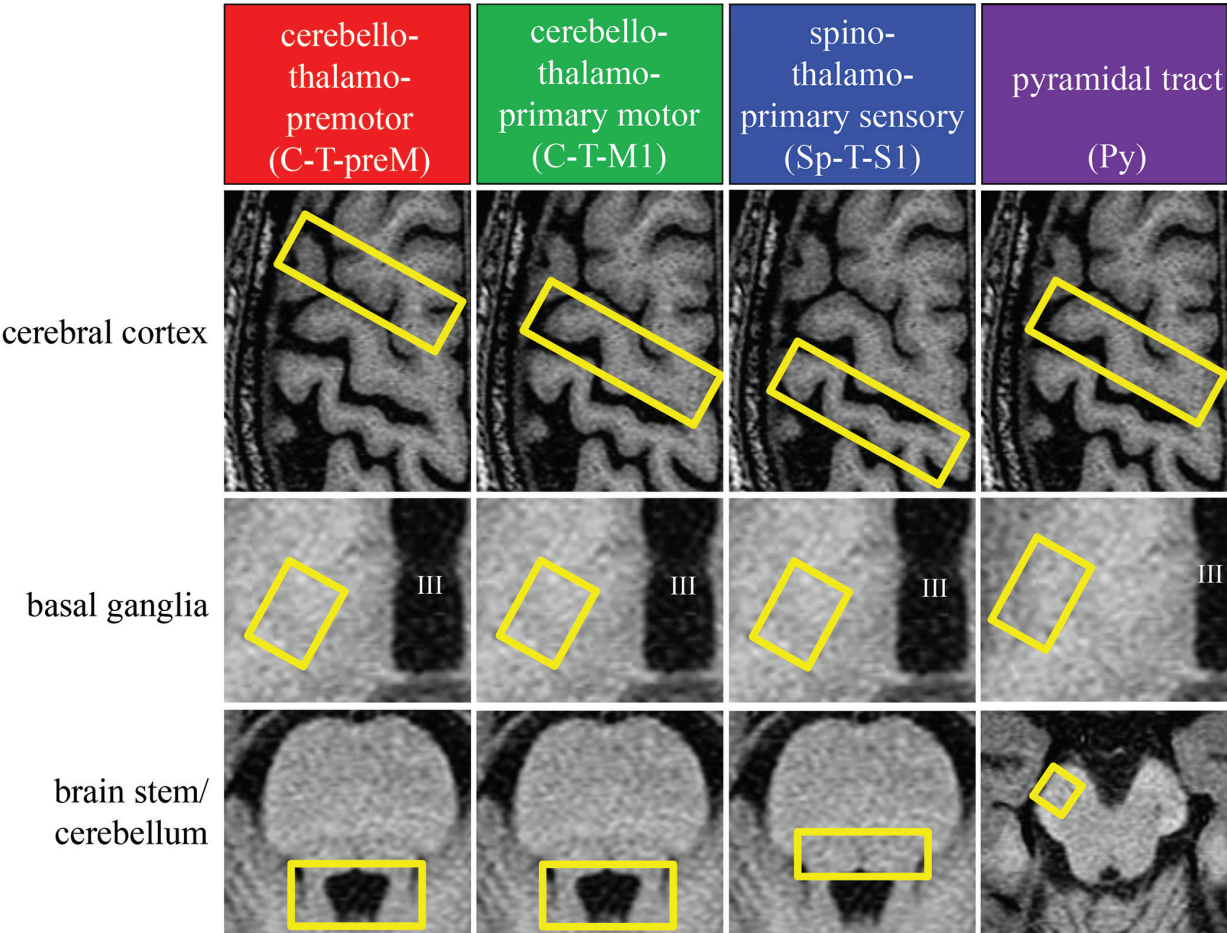 cerebello-
thalamo-
premotor
(C-T-preM)
cerebello-
thalamo-
primary motor
(C-T-M1)
spino-
thalamo-
primary sensory
(Sp-T-S1)
pyramidal tract
(Py)
cerebral cortex
basal ganglia
III
III
III
III
brain stem/
cerebellum